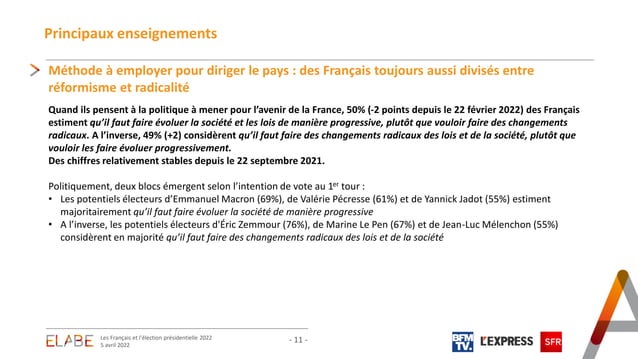 Principaux enseignements
Méthode à employer pour diriger le pays : des Français toujours aussi divisés entre
réformisme et radicalité
Quand ils pensent à la politique à mener pour l’avenir de la France, 50% (-2 points depuis le 22 février 2022) des Français
estiment qu’il faut faire évoluer la société et les lois de manière progressive, plutôt que vouloir faire des changements
radicaux. A l’inverse, 49% (+2) considèrent qu’il faut faire des changements radicaux des lois et de la société, plutôt que
vouloir les faire évoluer progressivement.
Des chiffres relativement stables depuis le 22 septembre 2021.
Politiquement, deux blocs émergent selon l’intention de vote au 1er tour :
• Les potentiels électeurs d’Emmanuel Macron (69%), de Valérie Pécresse (61%) et de Yannick Jadot (55%) estiment
majoritairement qu’il faut faire évoluer la société de manière progressive
• A l’inverse, les potentiels électeurs d’Éric Zemmour (76%), de Marine Le Pen (67%) et de Jean-Luc Mélenchon (55%)
considèrent en majorité qu’il faut faire des changements radicaux des lois et de la société
ELABE
Les Français et l'élection présidentielle 2022
5 avril 2022
- 11 -
BFM
TV.
L'EXPRESS
SFR